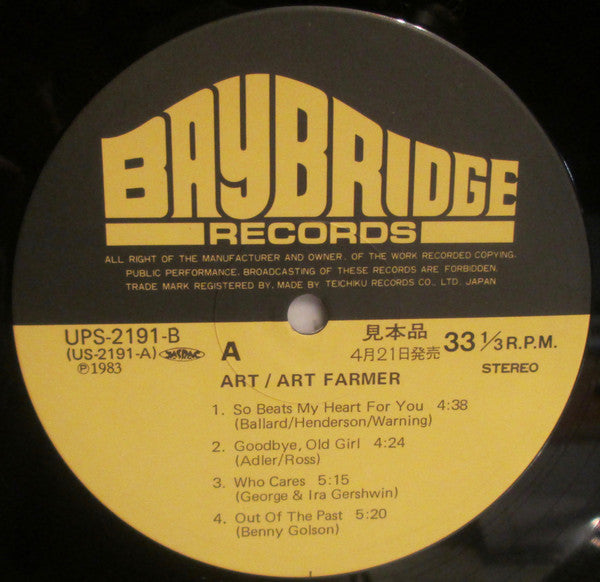 BAYBRIDGE
RECORDS
ALL RIGHT OF THE MANUFACTURER AND OWNER. OF THE WORK RECORDED COPYING.
PUBLIC PERFORMANCE. BROADCASTING OF THESE RECORDS ARE FORBIDDEN.
TRADE MARK REGISTERED BY, MADE BY TEICHIKU RECORDS CO., LTD. JAPAN
UPS-2191-B
(US-2191-A) JASRAC
℗1983
A
見本品
4月21日発売
33 1/3 R.P.M.
STEREO
ART / ART FARMER
1. So Beats My Heart For You 4:38
(Ballard/Henderson/Warning)
2. Goodbye, Old Girl 4:24
(Adler/Ross)
3. Who Cares 5:15
(George & Ira Gershwin)
4. Out Of The Past 5:20
(Benny Golson)